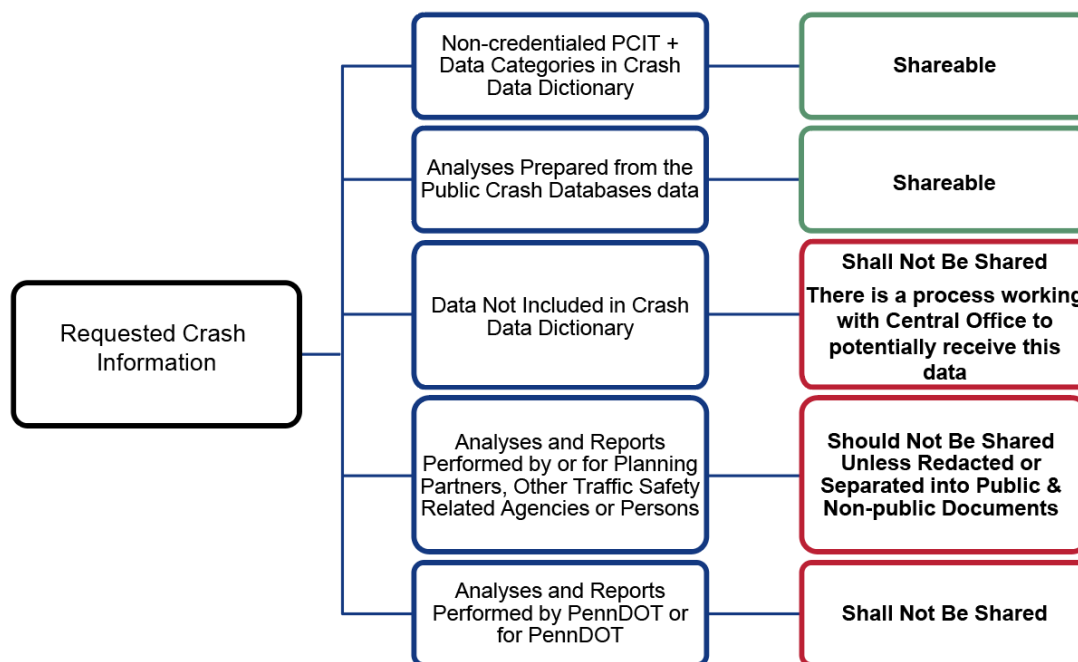 Non-credentialed PCIT +
Data Categories in Crash
Data Dictionary
Shareable
Analyses Prepared from the
Public Crash Databases data
Shareable
Requested Crash
Information
Data Not Included in Crash
Data Dictionary
Shall Not Be Shared
There is a process working
with Central Office to
potentially receive this
data
Analyses and Reports
Performed by or for Planning
Partners, Other Traffic Safety
Related Agencies or Persons
Should Not Be Shared
Unless Redacted or
Separated into Public &
Non-public Documents
Analyses and Reports
Performed by PennDOT or
for PennDOT
Shall Not Be Shared